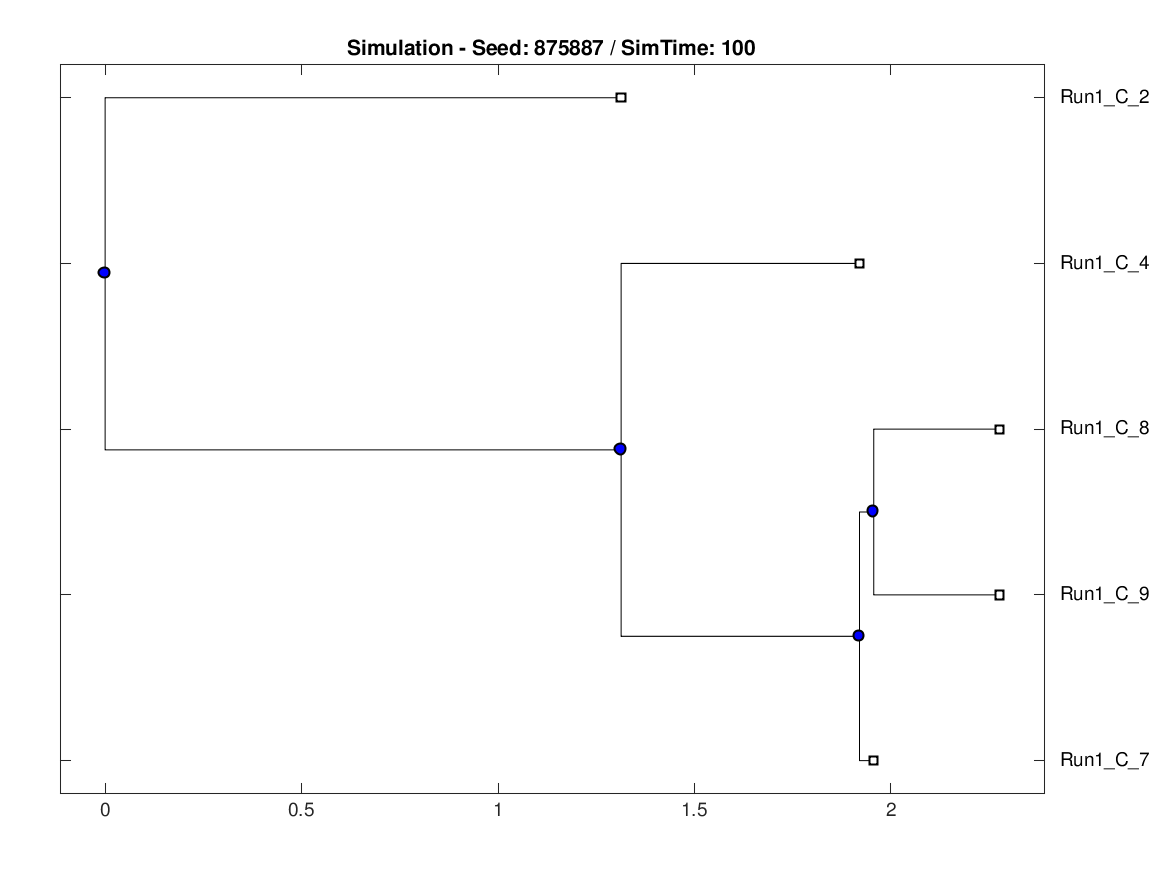 Simulation - Seed: 875887 / SimTime: 100
Run1_C_2
Run1_C_4
Run1_C_8
Run1_C_9
Run1_C_7
0 0.5 1 1.5 2